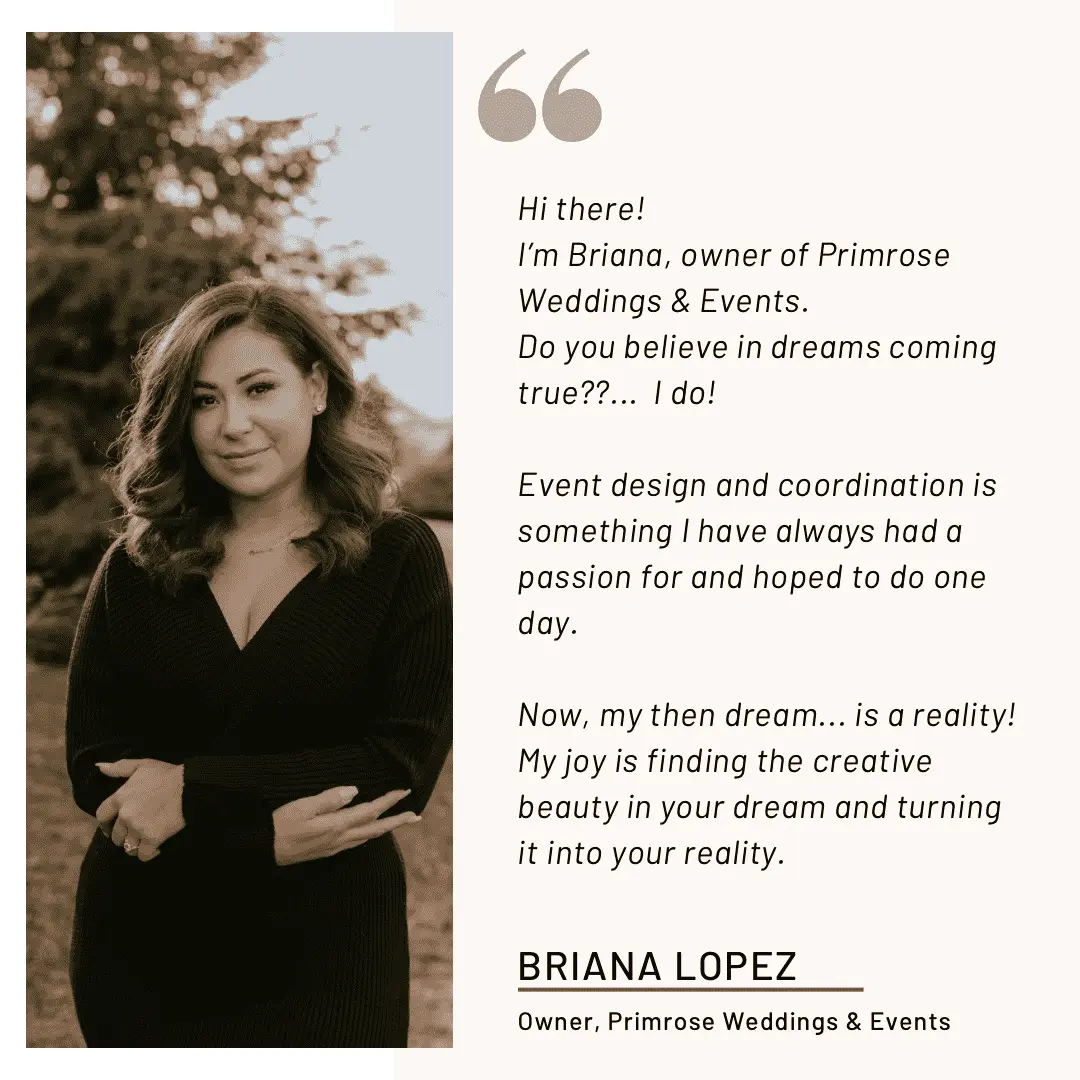 Hi there!
I’m Briana, owner of Primrose
Weddings & Events.
Do you believe in dreams coming
true??... I do!
Event design and coordination is
something I have always had a
passion for and hoped to do one
day.
Now, my then dream... is a reality!
My joy is finding the creative
beauty in your dream and turning
it into your reality.
BRIANA LOPEZ
Owner, Primrose Weddings & Events